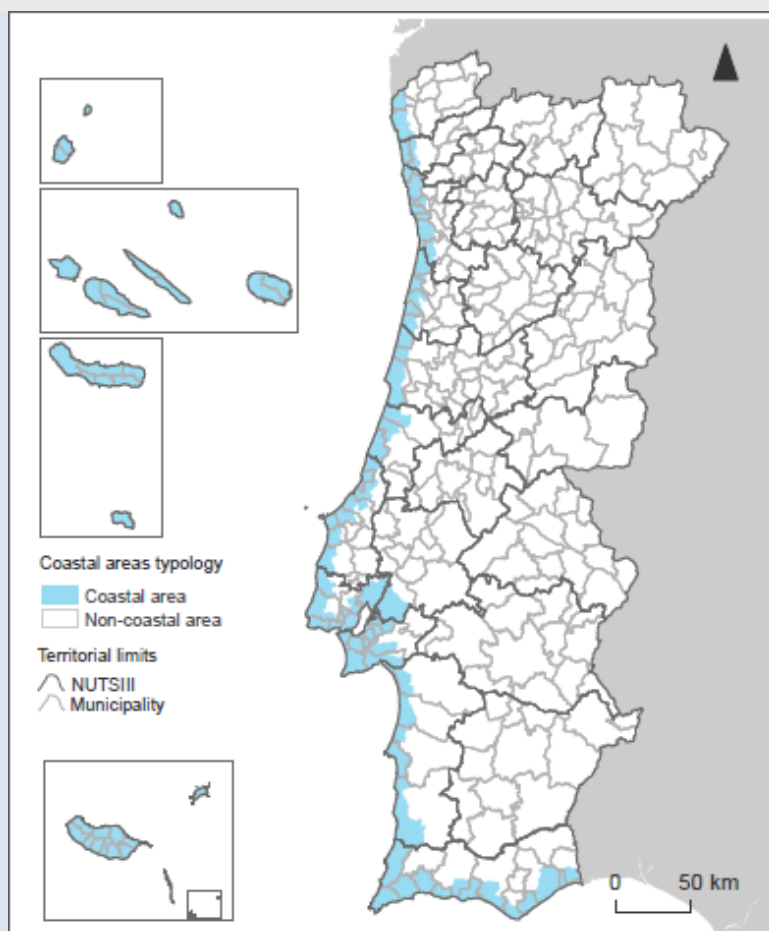 Coastal areas typology
Coastal area
Non-coastal area
Territorial limits
NUTSIII
Municipality
0 50 km